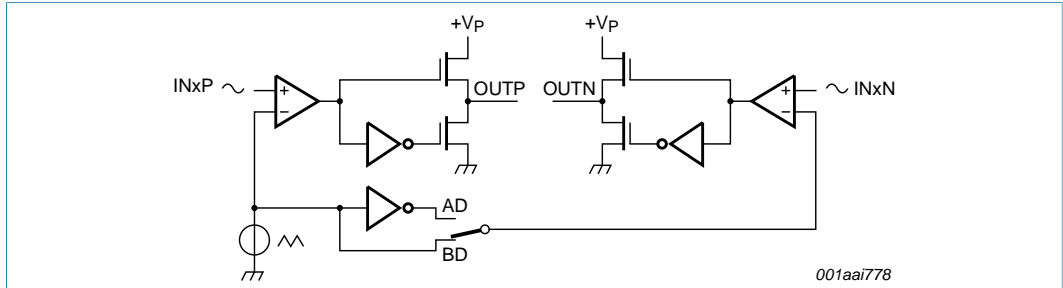 +VP +VP
INxP + OUTP OUTN + INxN
− −
AD
BD
001aai778